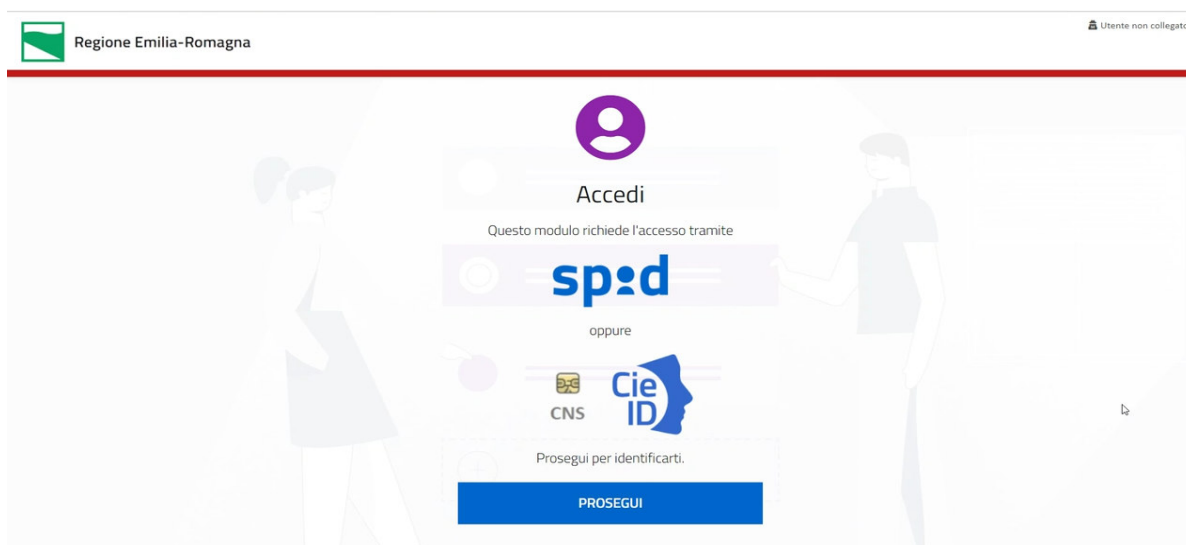 Regione Emilia-Romagna
Utente non collegato
Accedi
Questo modulo richiede l'accesso tramite
spid
oppure
CNS
Cie
ID
Prosegui per identificarti.
PROSEGUI